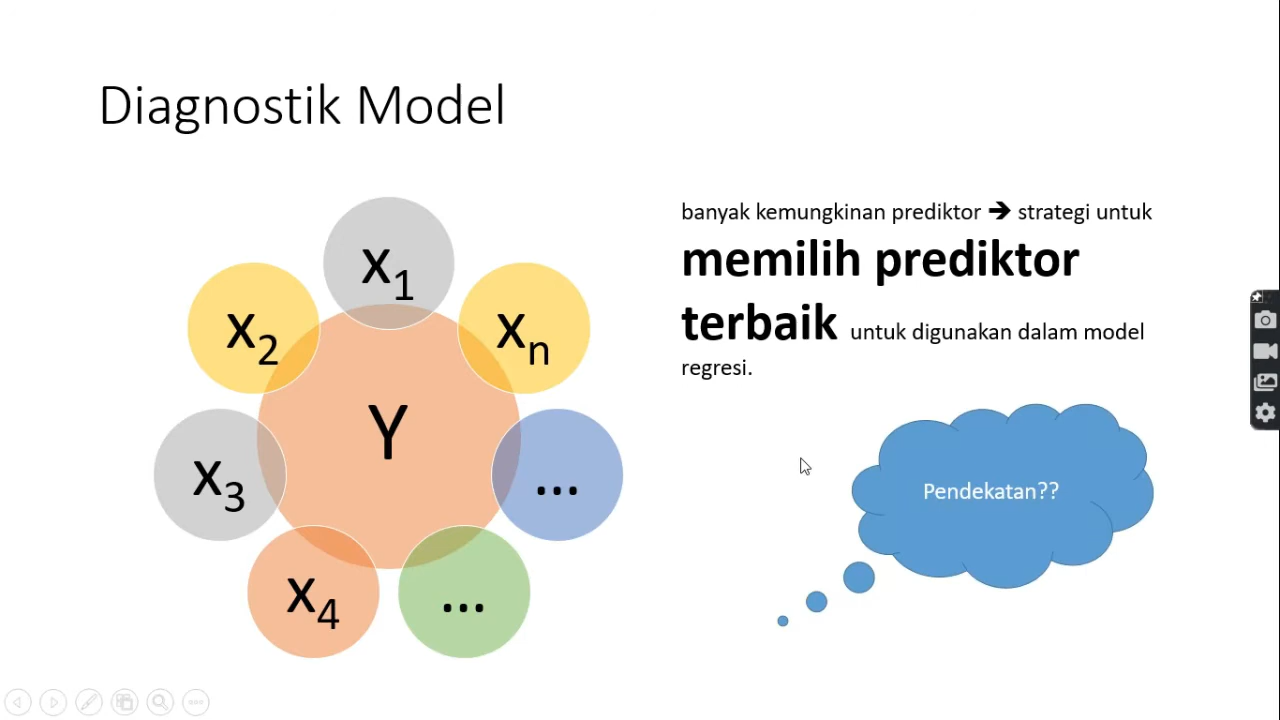 Diagnostik Model
banyak kemungkinan prediktor → strategi untuk
memilih prediktor
terbaik untuk digunakan dalam model
regresi.
x1
x2
xn
Y
x3
...
x4
...
Pendekatan??